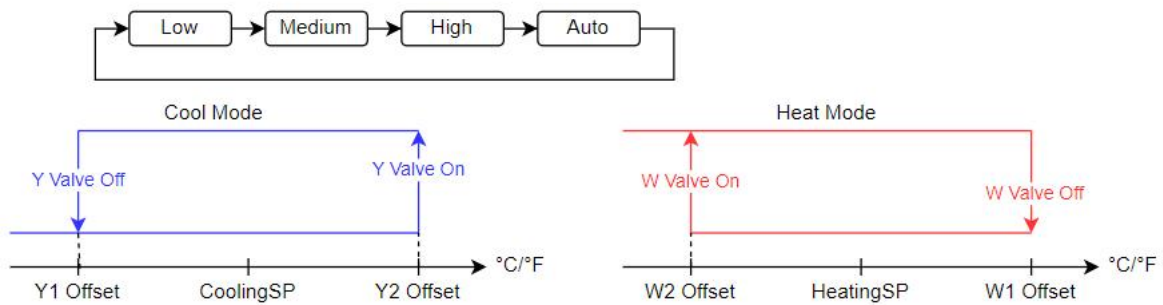 Low Medium High Auto
Cool Mode Heat Mode
Y Valve Off Y Valve On W Valve On W Valve Off
°C/°F °C/°F
Y1 Offset CoolingSP Y2 Offset W2 Offset HeatingSP W1 Offset